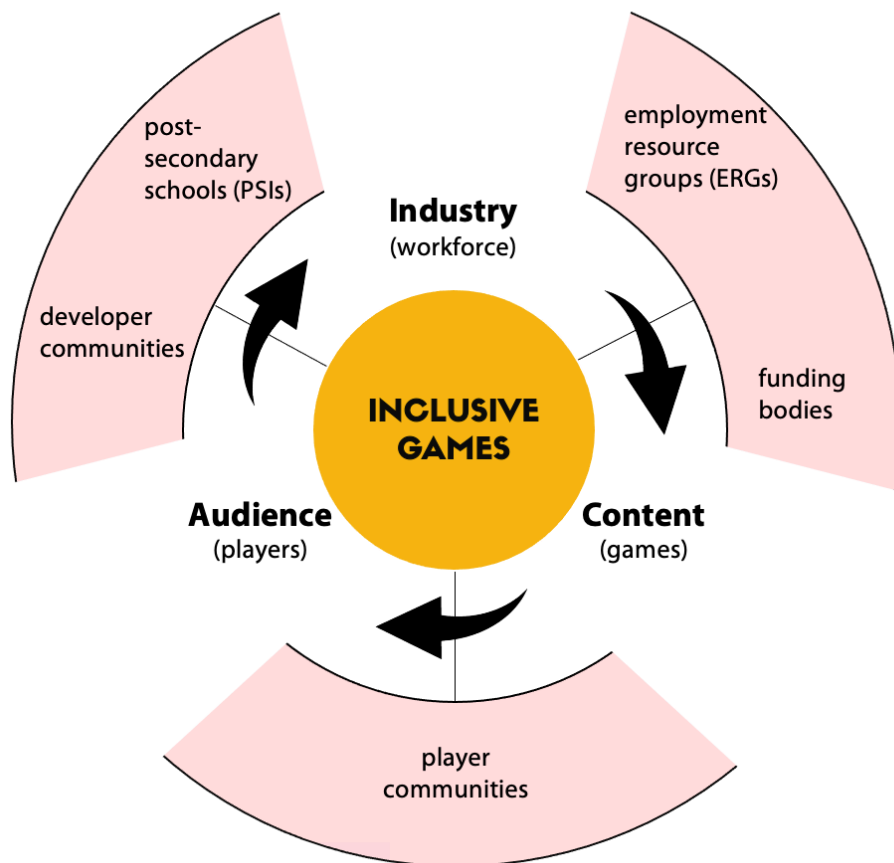 post-
secondary
schools (PSIs)
developer
communities
employment
resource
groups (ERGs)
funding
bodies
Industry
(workforce)
INCLUSIVE
GAMES
Audience
(players)
Content
(games)
player
communities